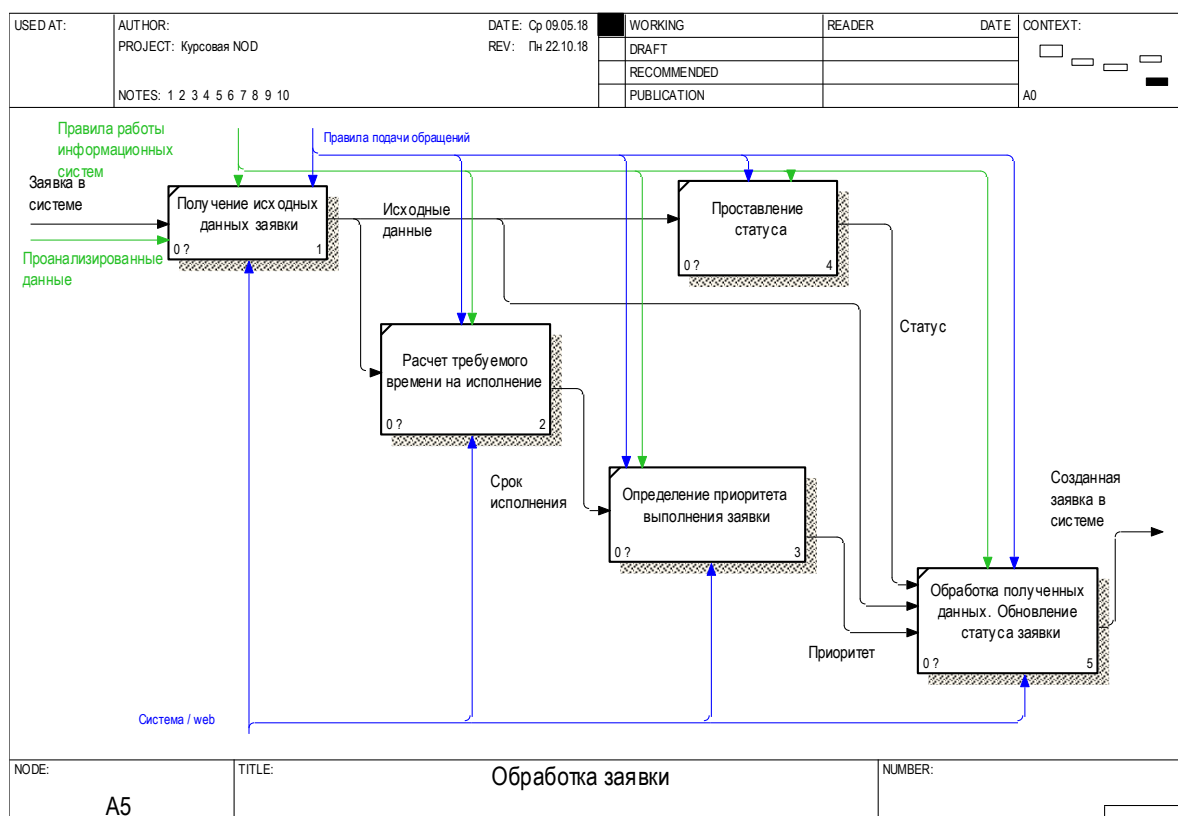 USED AT:
AUTHOR:
DATE: Ср 09.05.18
WORKING
READER
DATE
CONTEXT:
PROJECT: Курсовая NOD
REV: Пн 22.10.18
DRAFT
RECOMMENDED
NOTES: 1 2 3 4 5 6 7 8 9 10
PUBLICATION
A0
Правила работы
информационных
систем
Правила подачи обращений
Заявка в
системе
Проанализированные
данные
Получение исходных
данных заявки
0 ?
1
Исходные
данные
Проставление
статуса
0 ?
4
Статус
Расчет требуемого
времени на исполнение
0 ?
2
Срок
исполнения
Определение приоритета
выполнения заявки
0 ?
3
Созданная
заявка в
системе
Обработка полученных
данных. Обновление
статуса заявки
0 ?
5
Приоритет
Система / web
NODE:
TITLE:
Обработка заявки
NUMBER:
A5